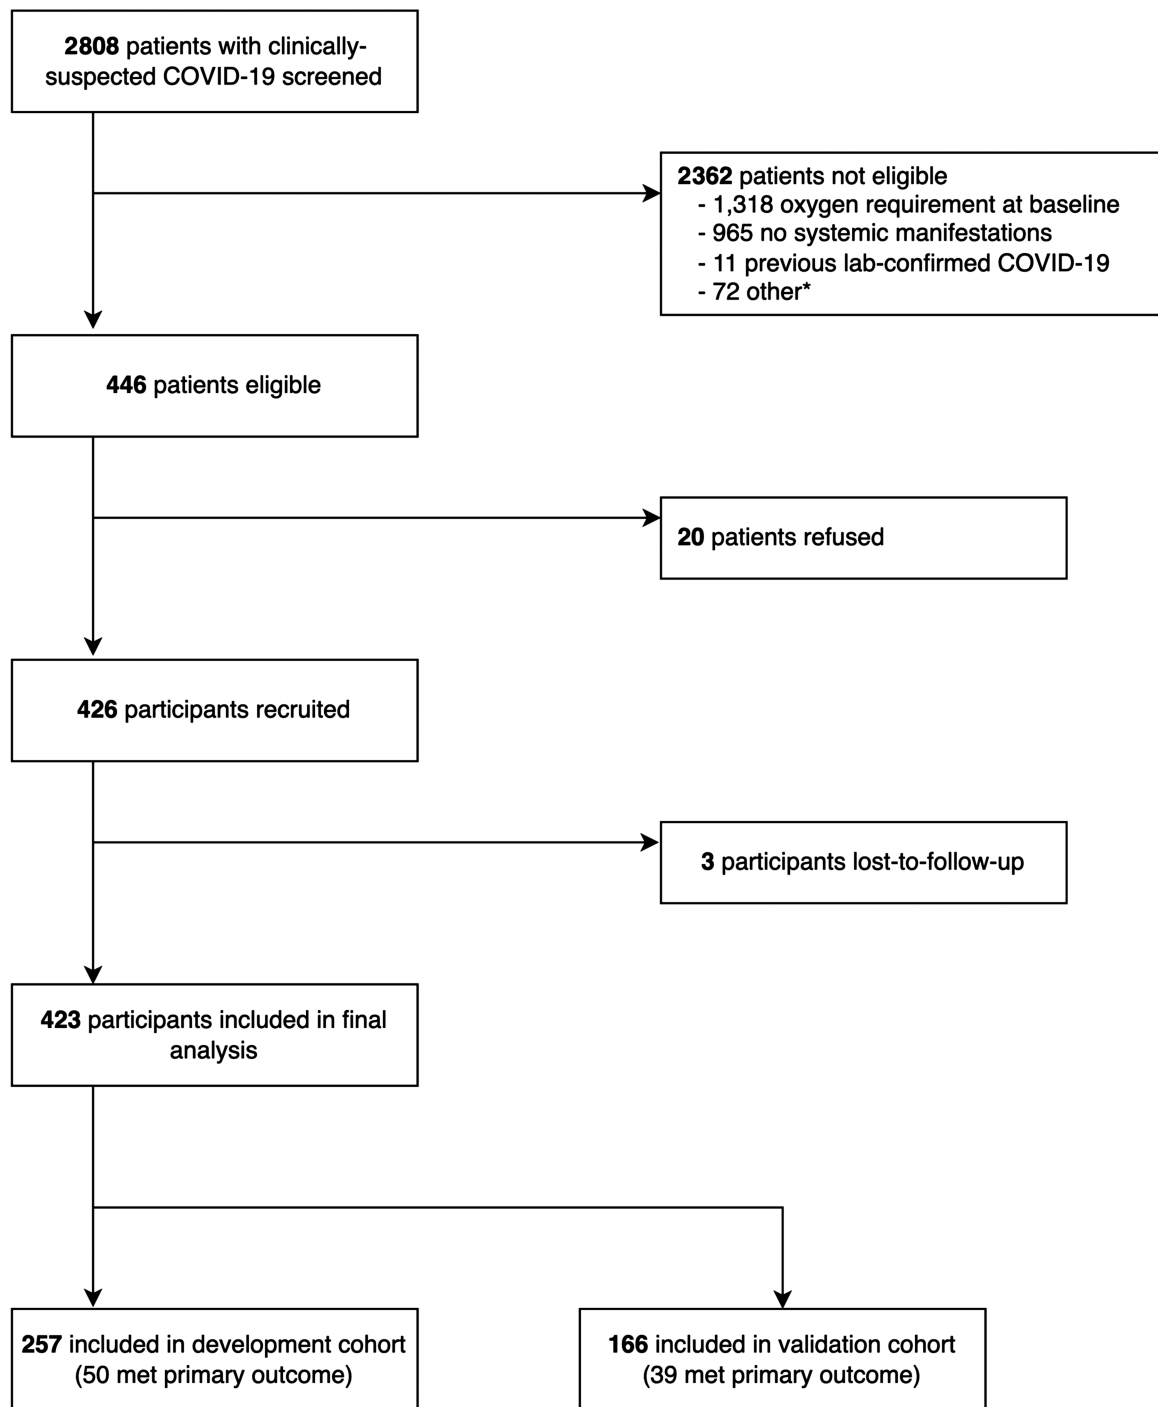 2808 patients with clinically-
suspected COVID-19 screened
2362 patients not eligible
- 1,318 oxygen requirement at baseline
- 965 no systemic manifestations
- 11 previous lab-confirmed COVID-19
- 72 other*
446 patients eligible
20 patients refused
426 participants recruited
3 participants lost-to-follow-up
423 participants included in final
analysis
257 included in development cohort
(50 met primary outcome)
166 included in validation cohort
(39 met primary outcome)